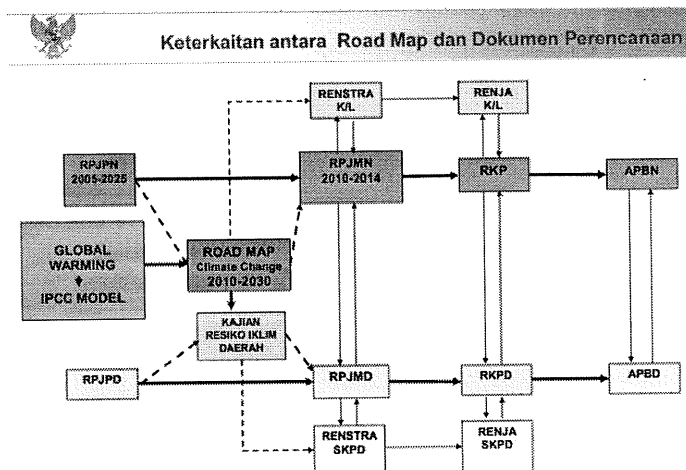 Keterkaitan antara Road Map dan Dokumen Perencanaan
RENSTRA
K/L
RENJA
K/L
RPJPN
2005-2025
RPJMN
2010-2014
RKP
APBN
GLOBAL
WARMING
IPCC MODEL
ROAD MAP
Climate Change
2010-2030
KAJIAN
RESIKO IKLIM
DAERAH
RPJPD
RPJMD
RKPD
APBD
RENSTRA
SKPD
RENJA
SKPD